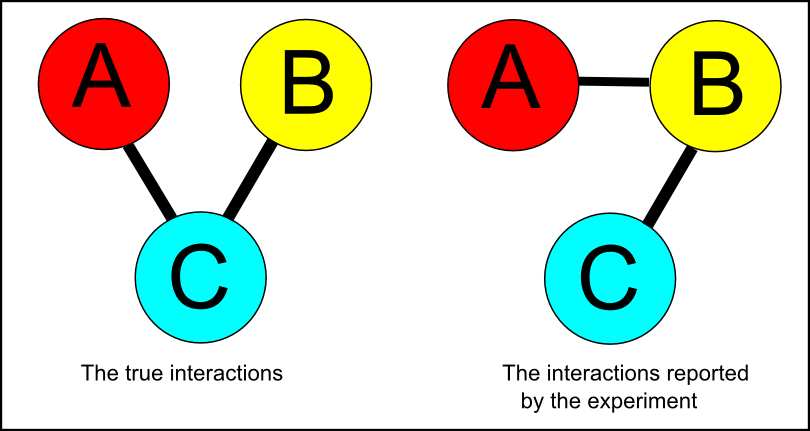 A
B
C
The true interactions
A
B
C
The interactions reported
by the experiment